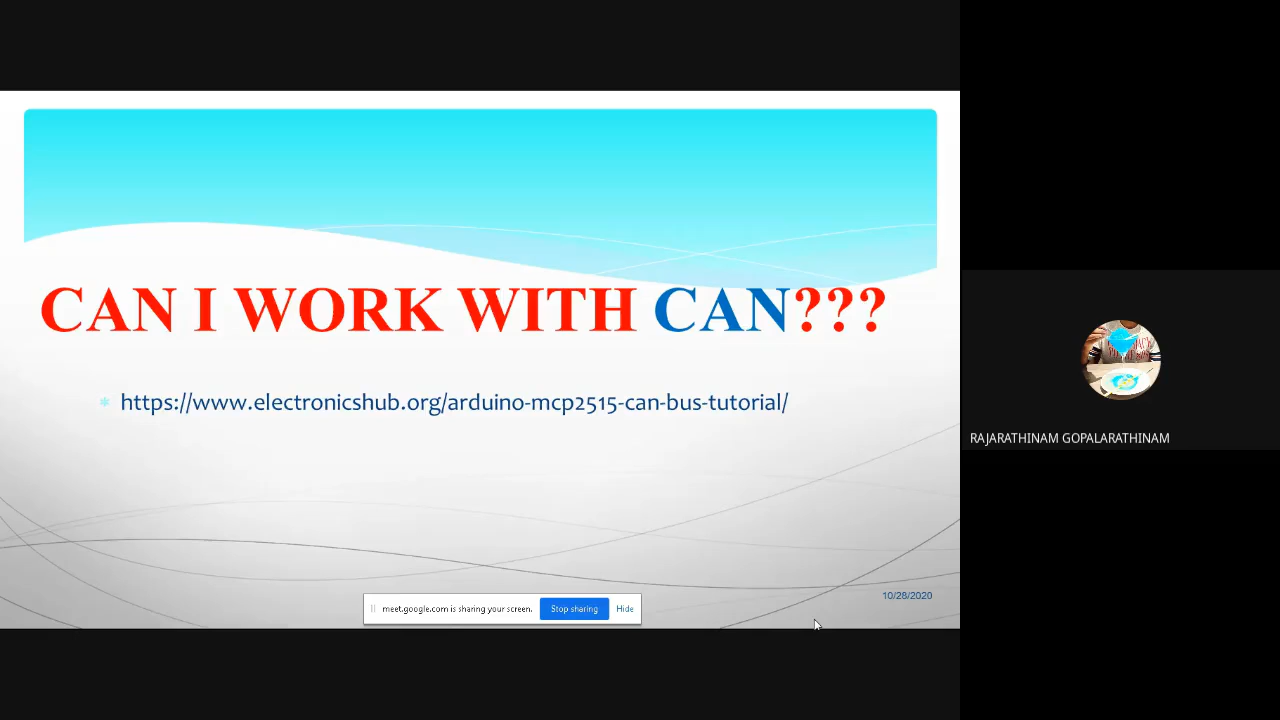 CAN I WORK WITH CAN???
* https://www.electronicshub.org/arduino-mcp2515-can-bus-tutorial/
RAJARATHINAM GOPALARATHINAM
10/28/2020
meet.google.com is sharing your screen. Stop sharing Hide